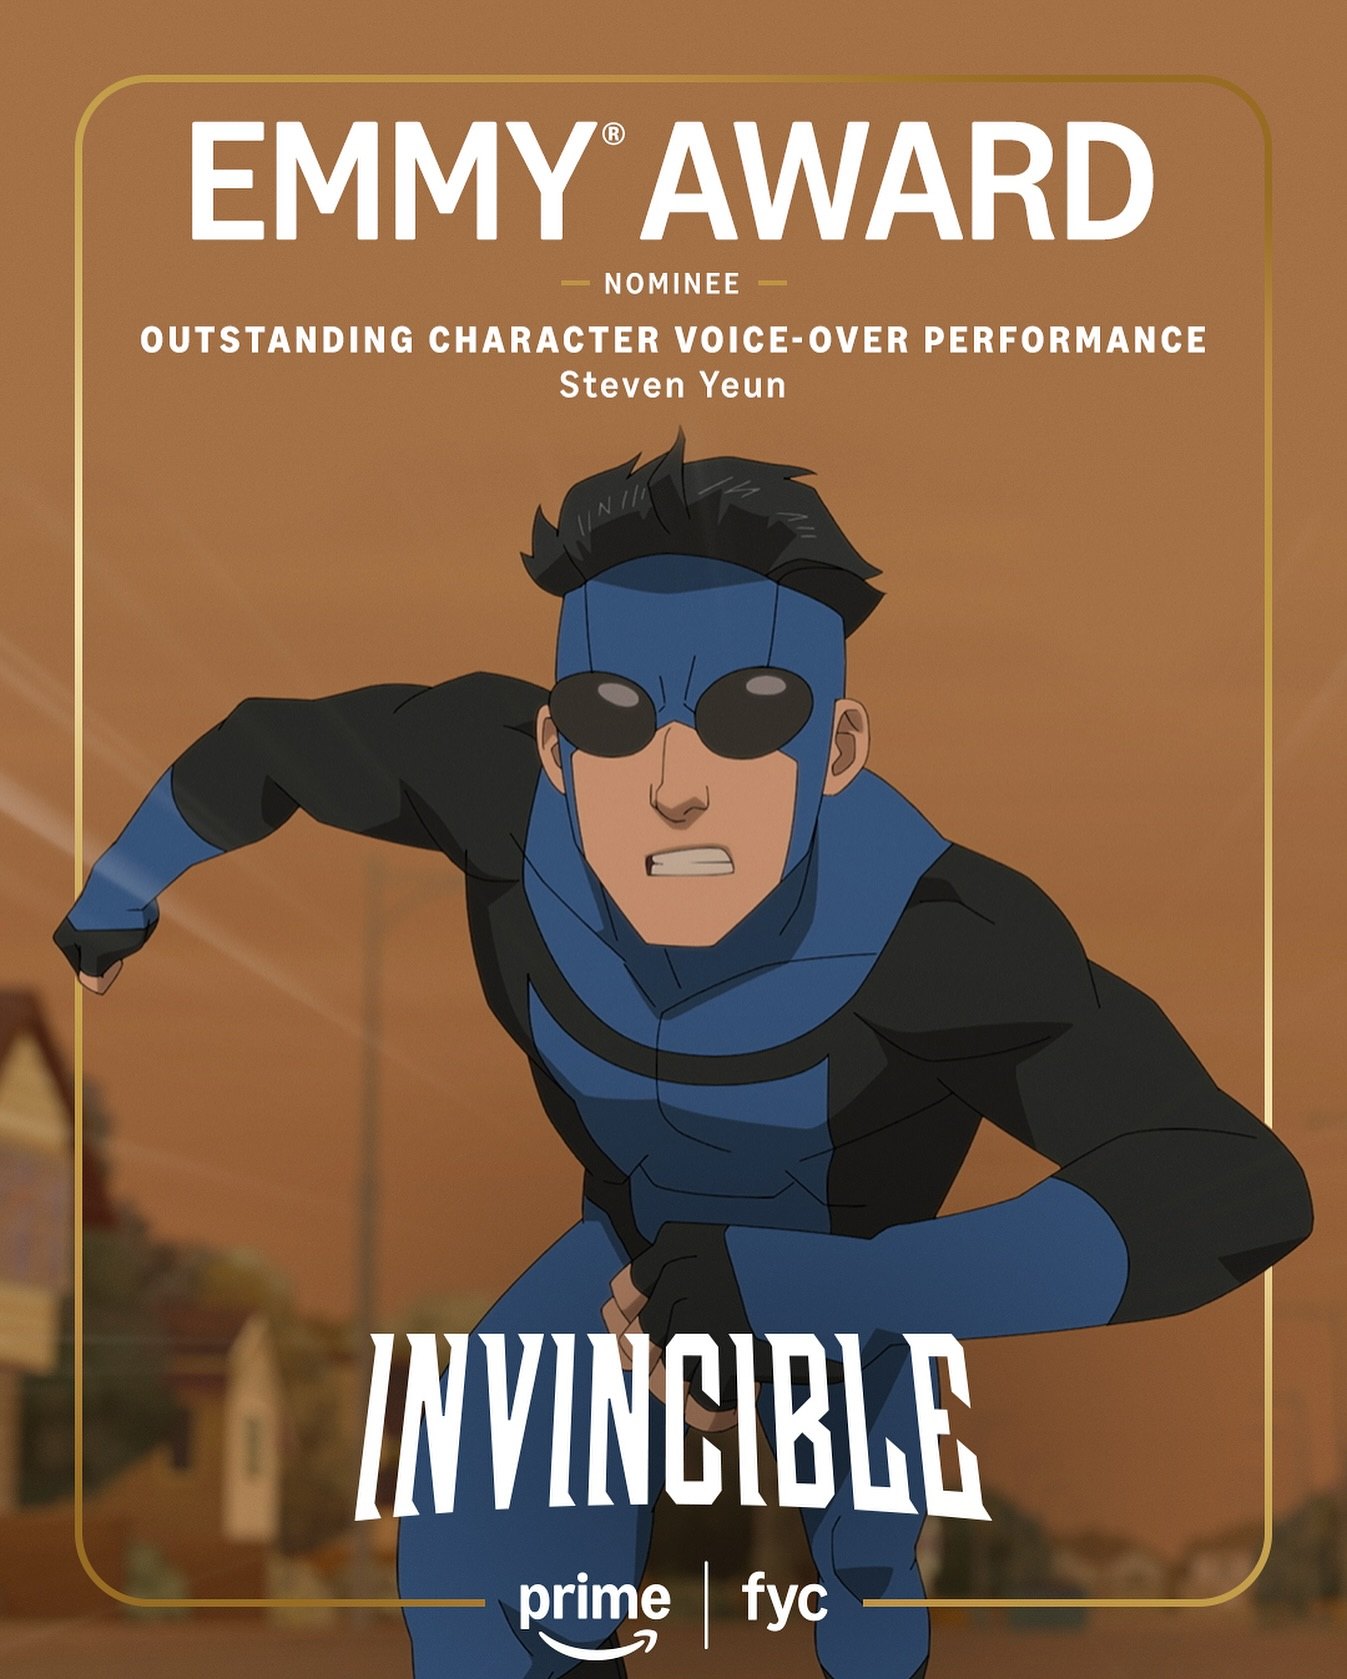 EMMY® AWARD
NOMINEE
OUTSTANDING CHARACTER VOICE-OVER PERFORMANCE
Steven Yeun
INVINCIBLE
prime | fyc